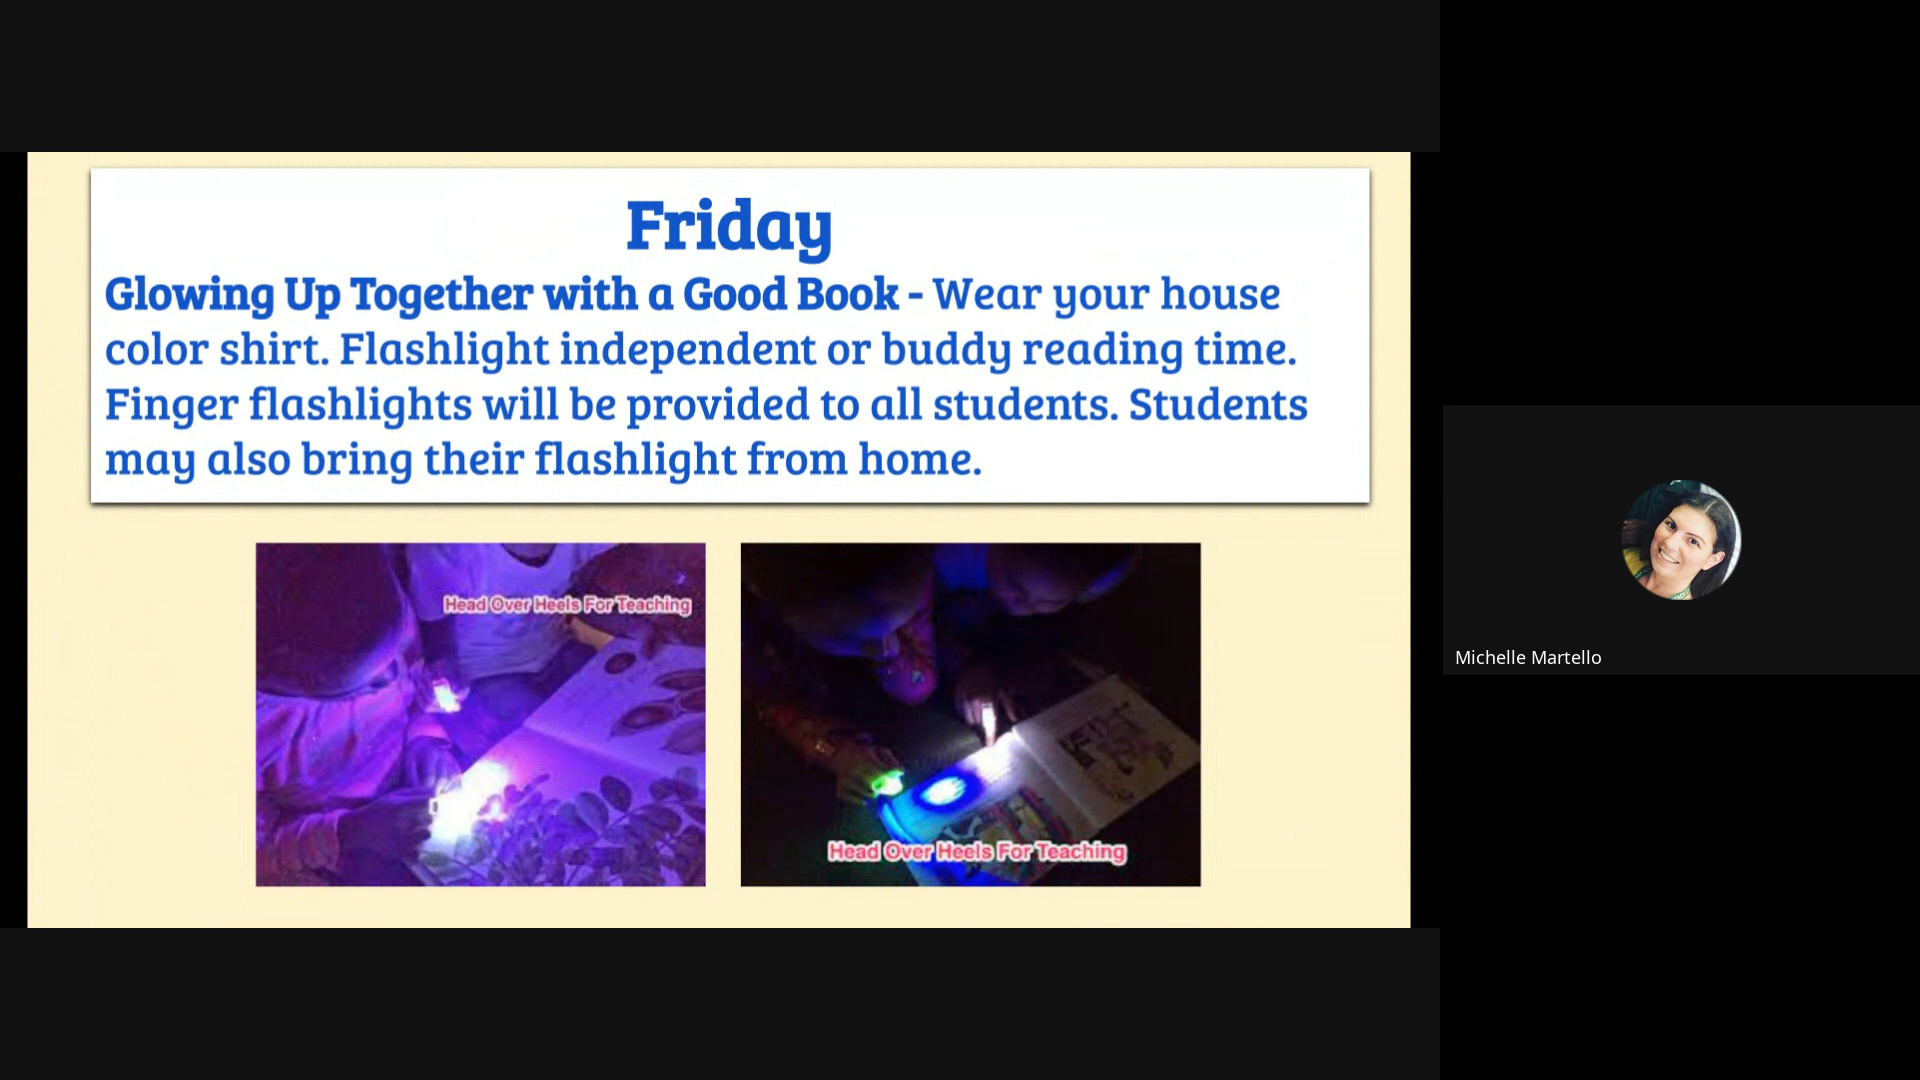 Friday
Glowing Up Together with a Good Book - Wear your house
color shirt. Flashlight independent or buddy reading time.
Finger flashlights will be provided to all students. Students
may also bring their flashlight from home.
Head Over Heels For Teaching
Head Over Heels For Teaching
Michelle Martello